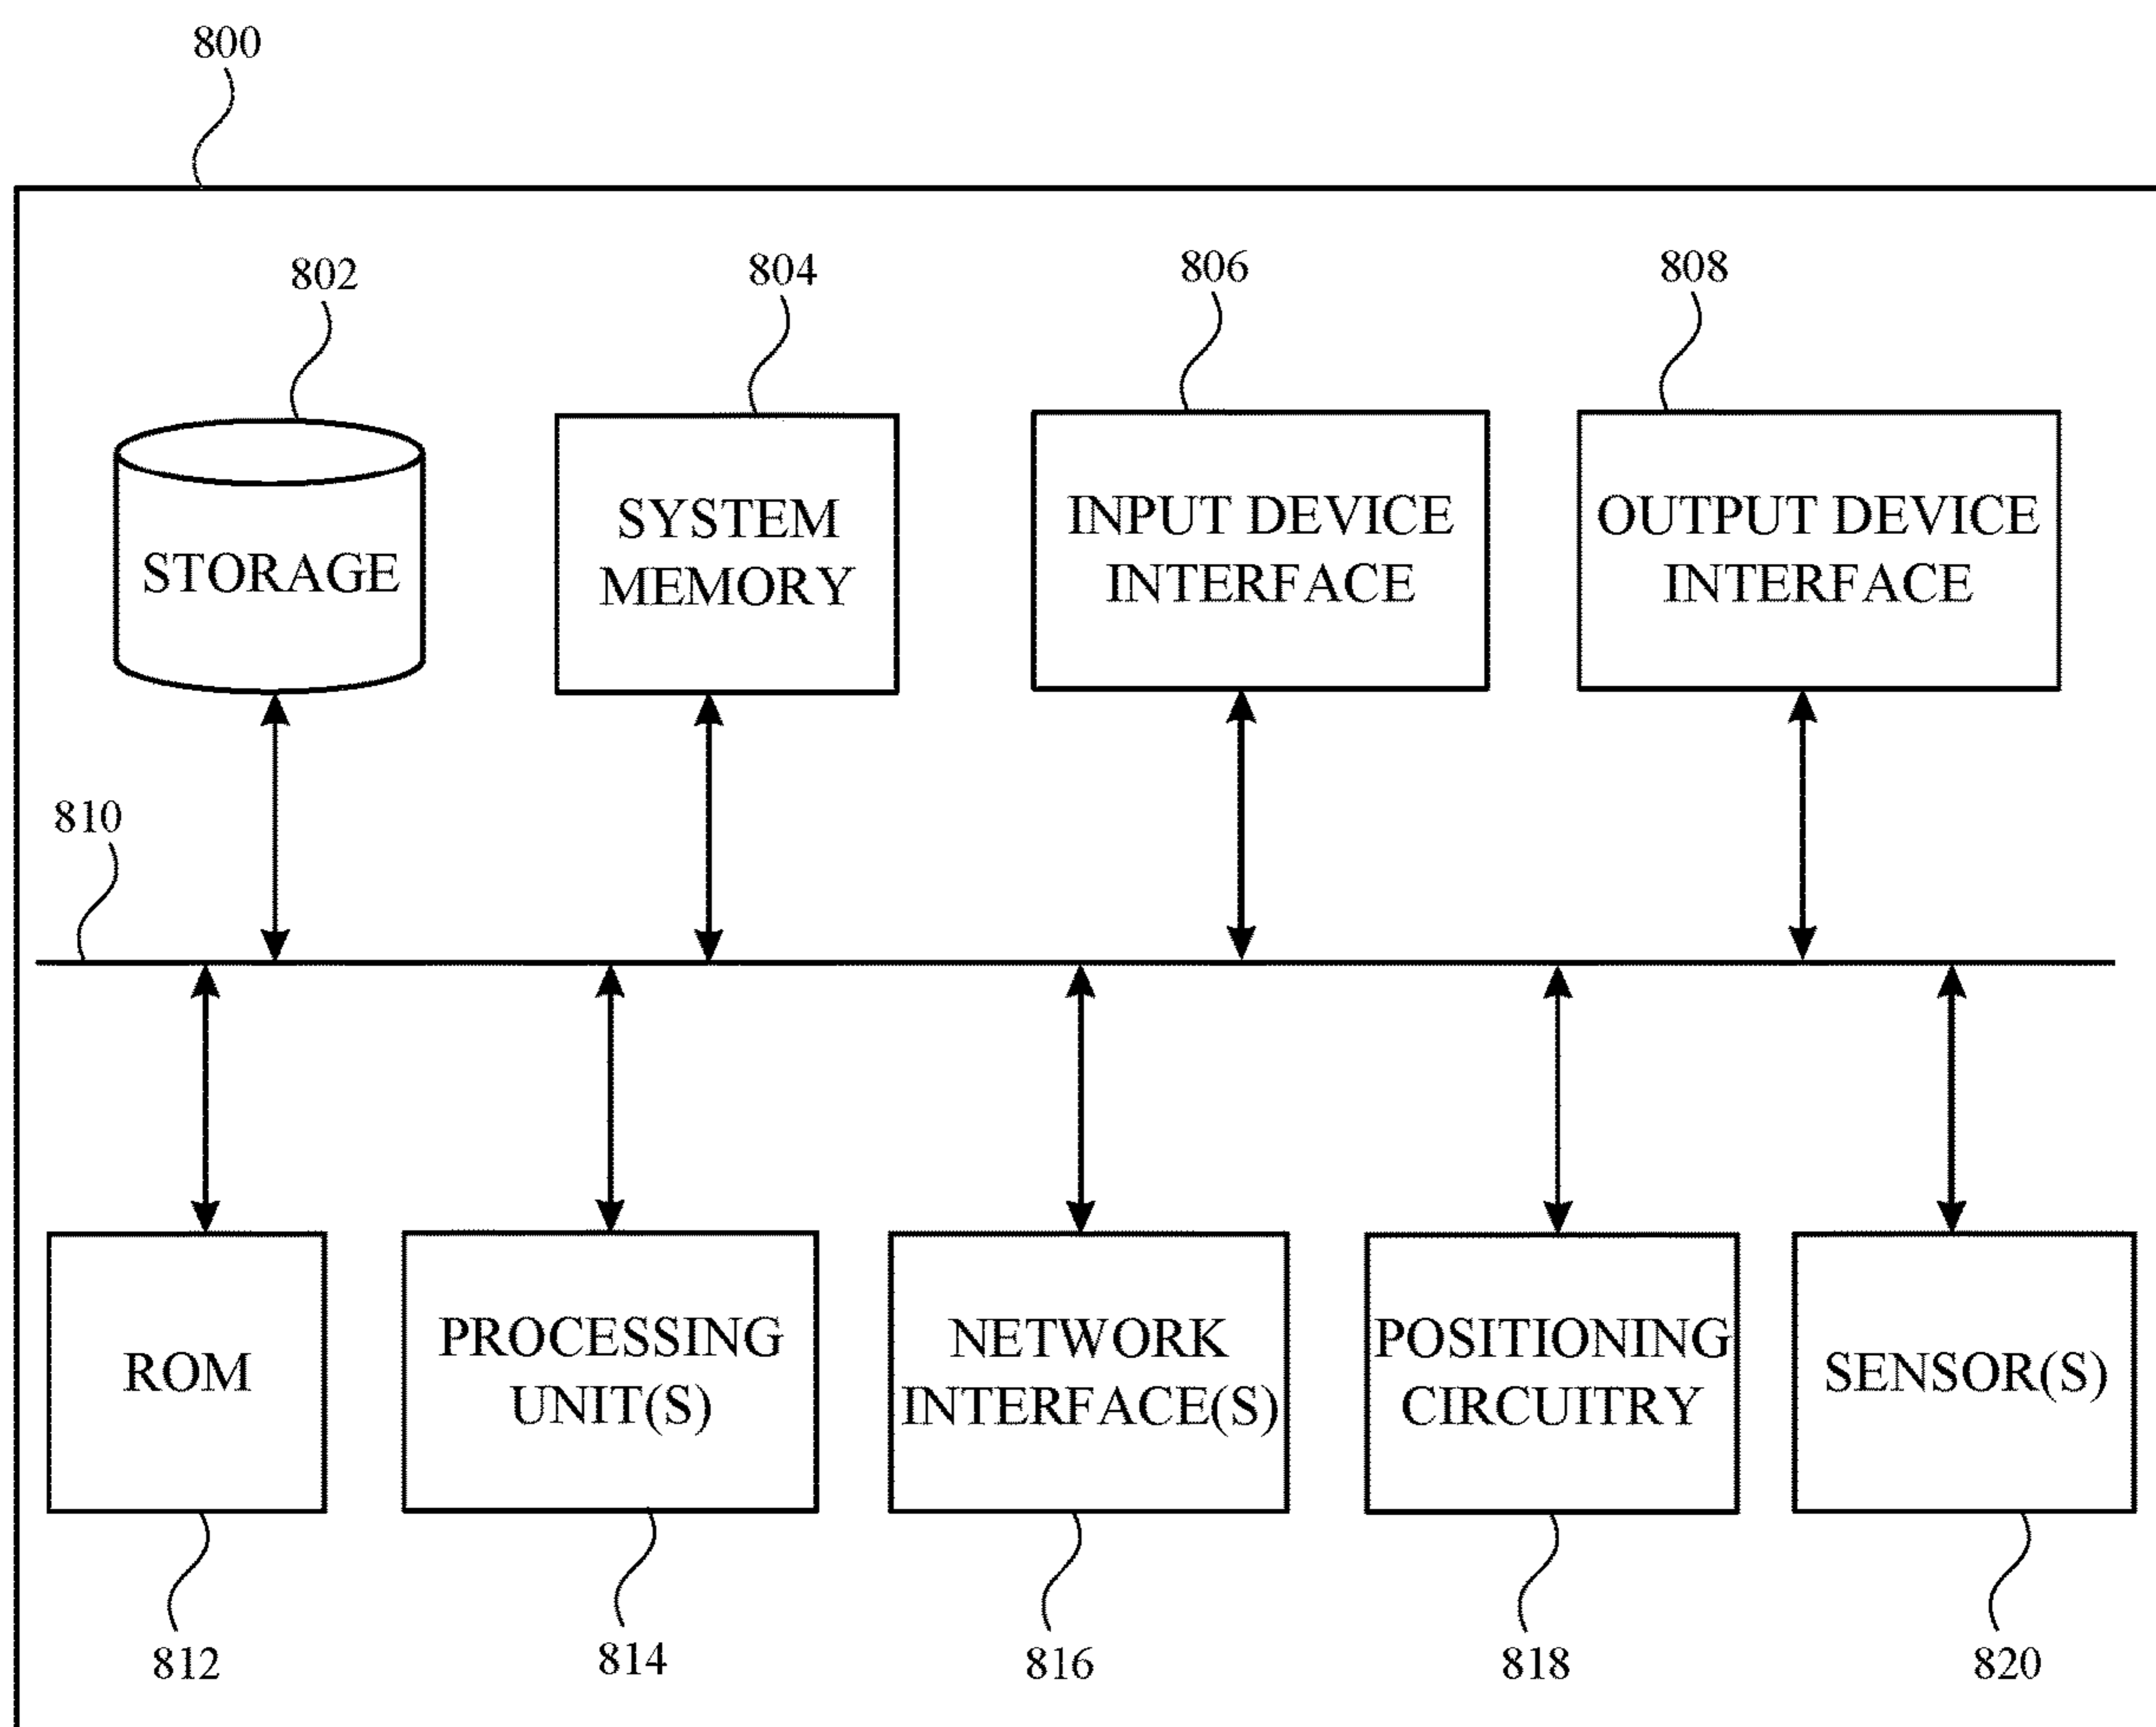 800
802
804
806
808
STORAGE
SYSTEM
MEMORY
INPUT DEVICE
INTERFACE
OUTPUT DEVICE
INTERFACE
810
ROM
PROCESSING
UNIT(S)
NETWORK
INTERFACE(S)
POSITIONING
CIRCUITRY
SENSOR(S)
812
814
816
818
820